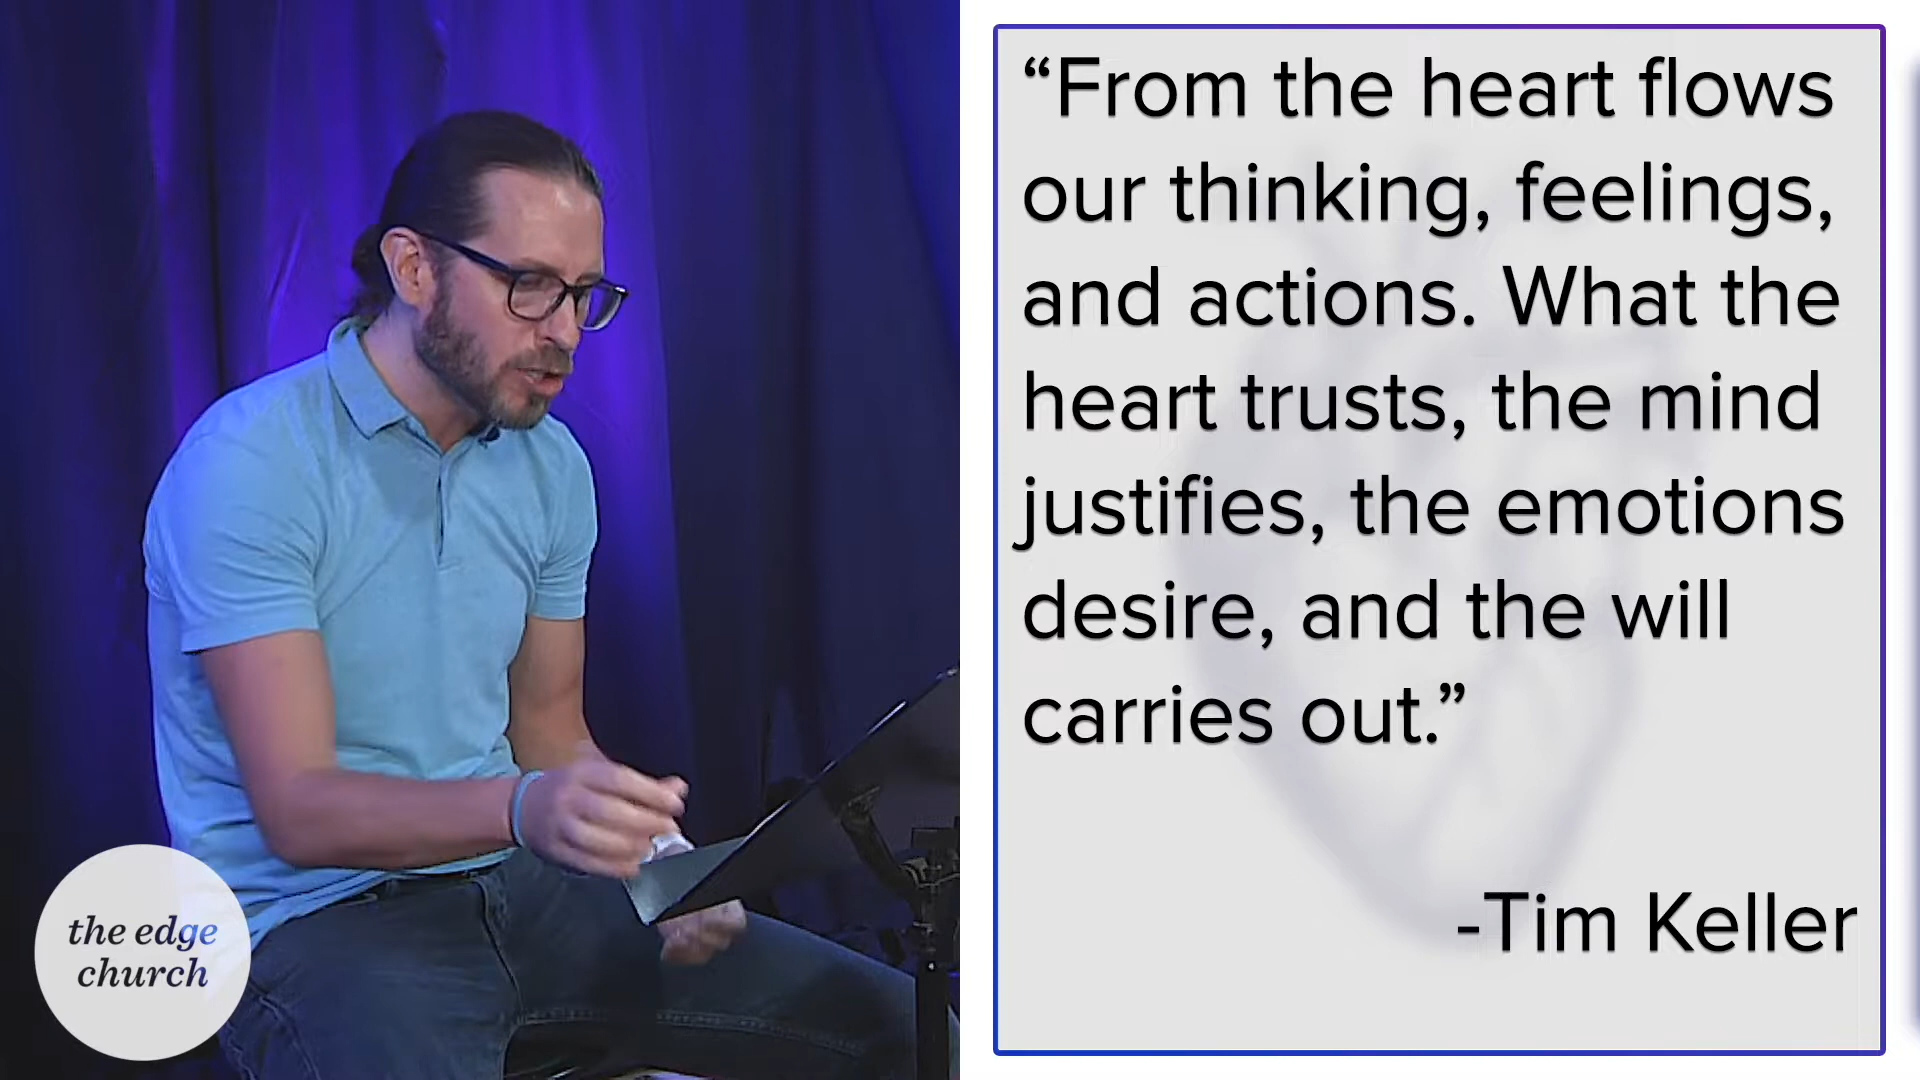 “From the heart flows
our thinking, feelings,
and actions. What the
heart trusts, the mind
justifies, the emotions
desire, and the will
carries out.”
-Tim Keller
the edge
church